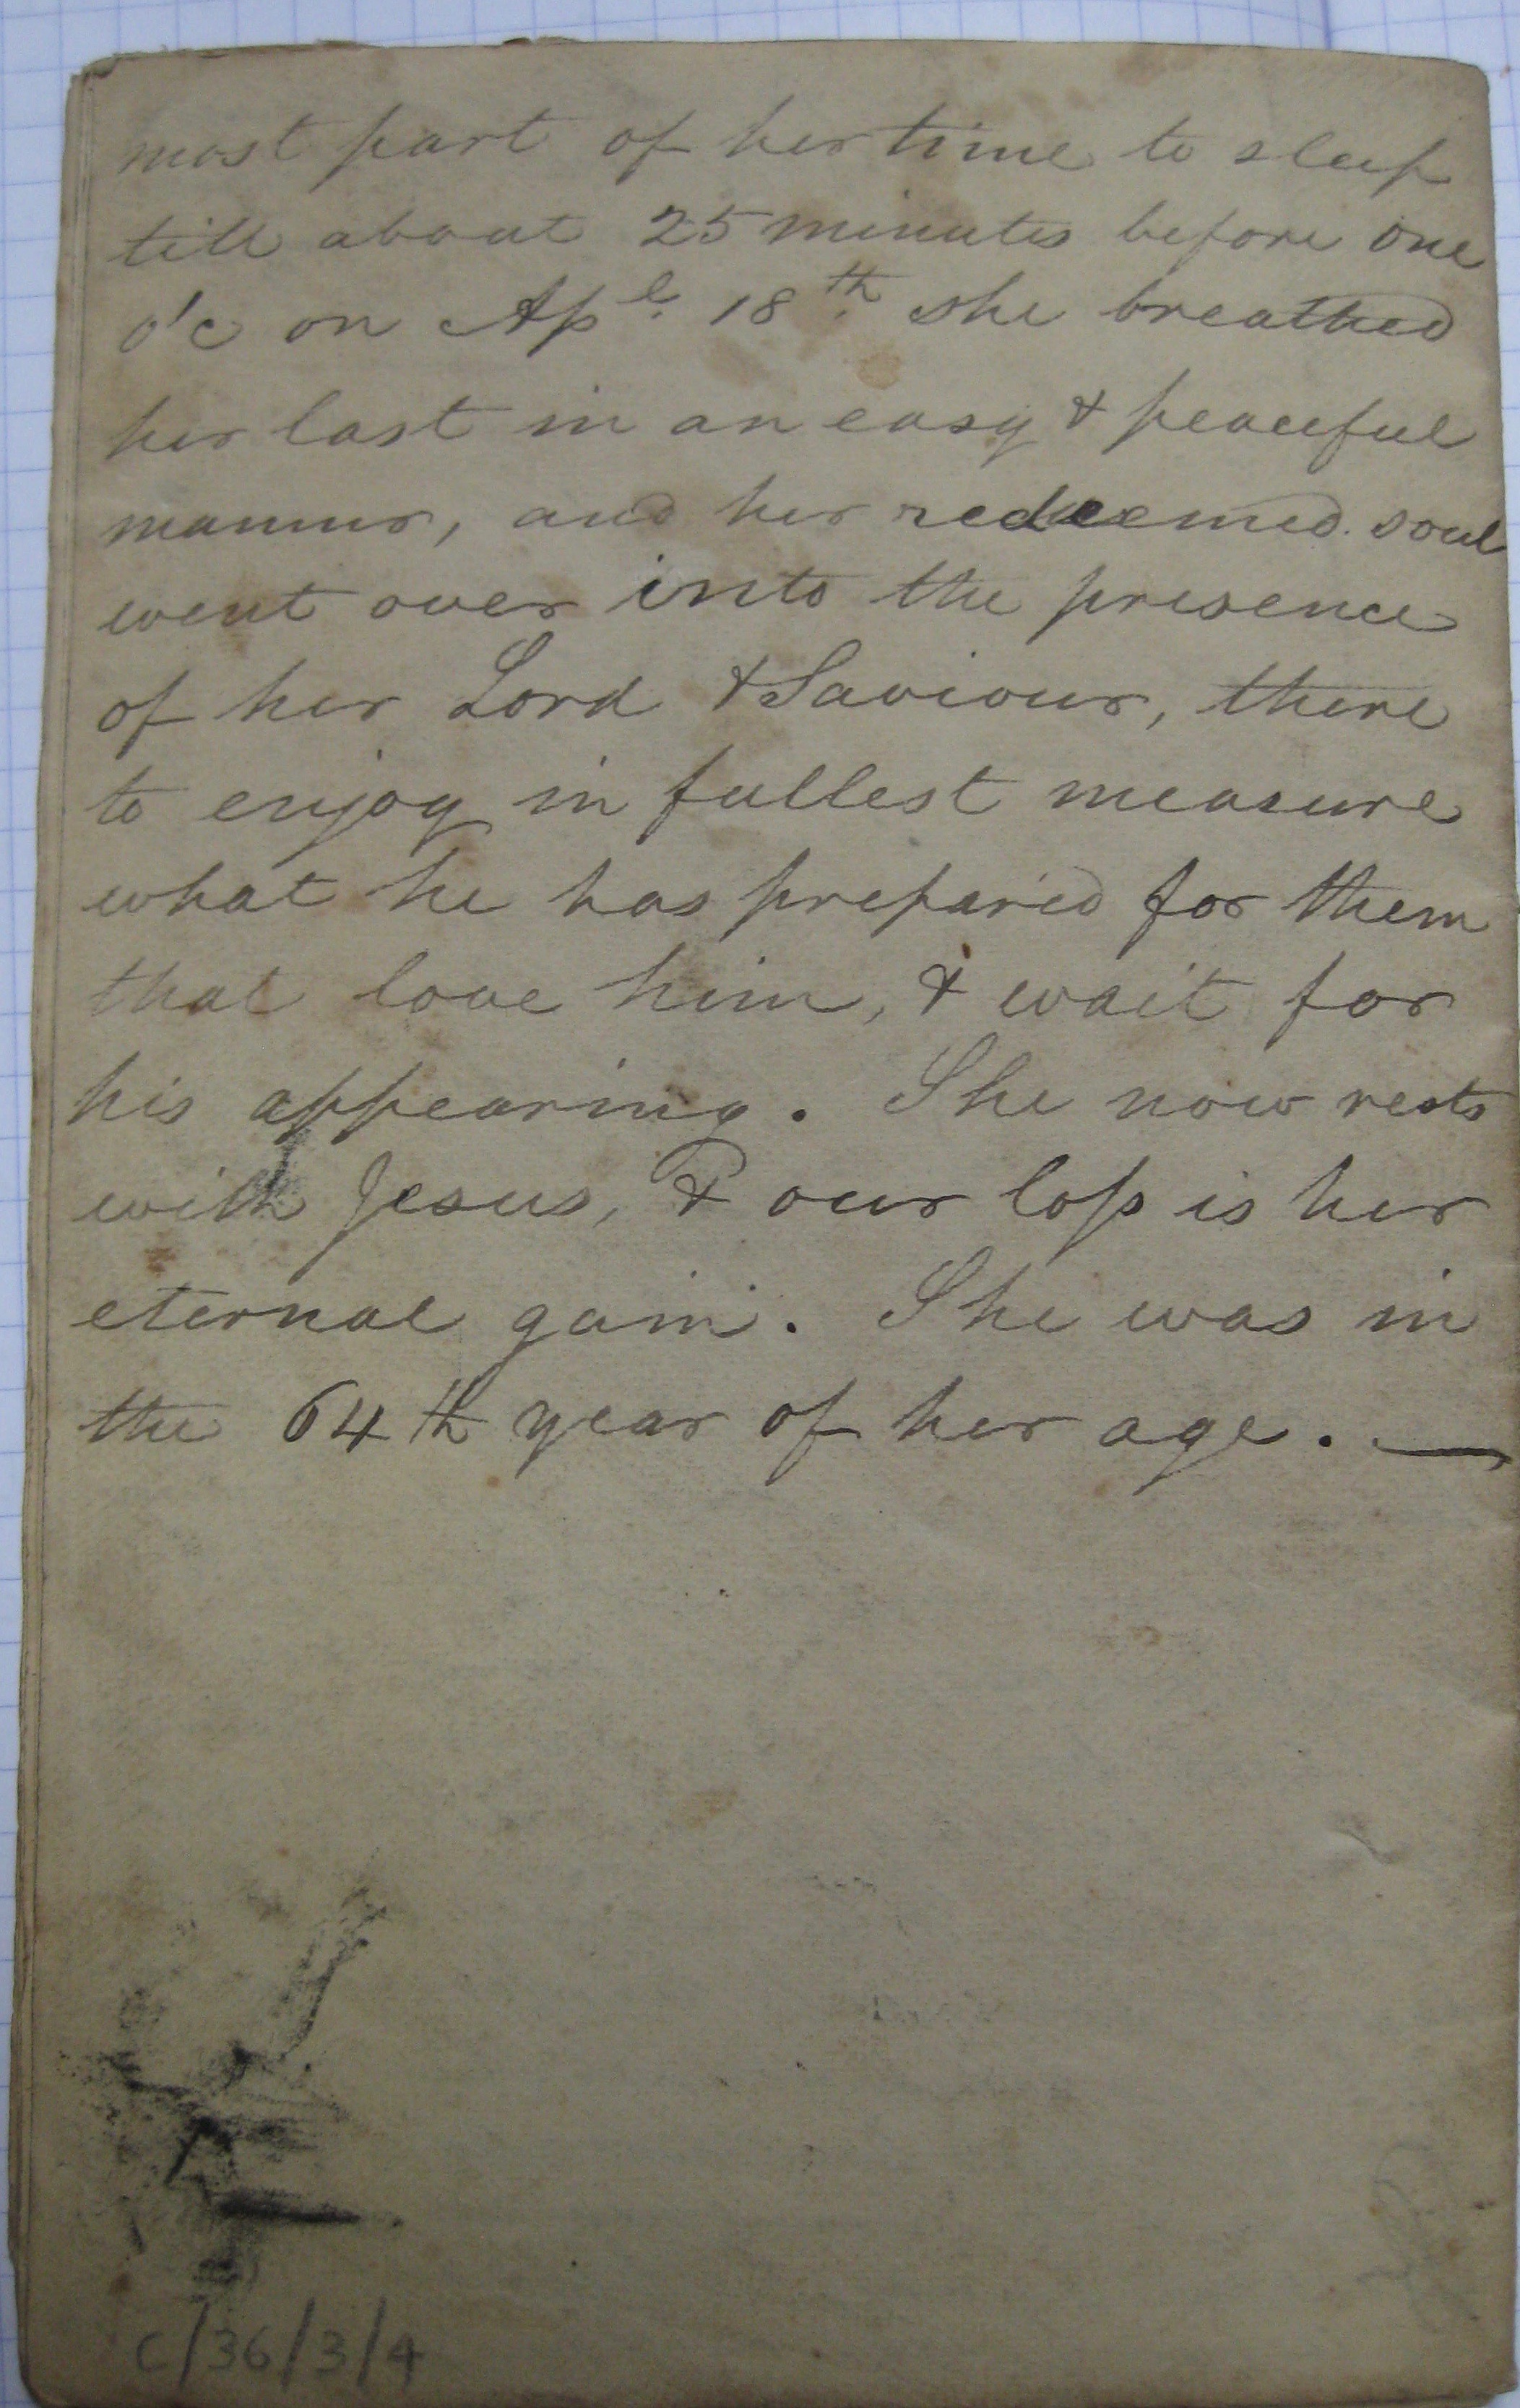 most part of her time to sleep
till about 25 minutes before one
o'c on Apl. 18th. she breathed
her last in an easy & peaceful
manner, and her redeemed soul
went over into the presence
of her Lord & Saviour, there
to enjoy in fullest measure
what he has prepared for them
that love him, & wait for
his appearing. She now rests
with Jesus, & our loss is her
eternal gain. She was in
the 64th year of her age. —
C/36/3/4